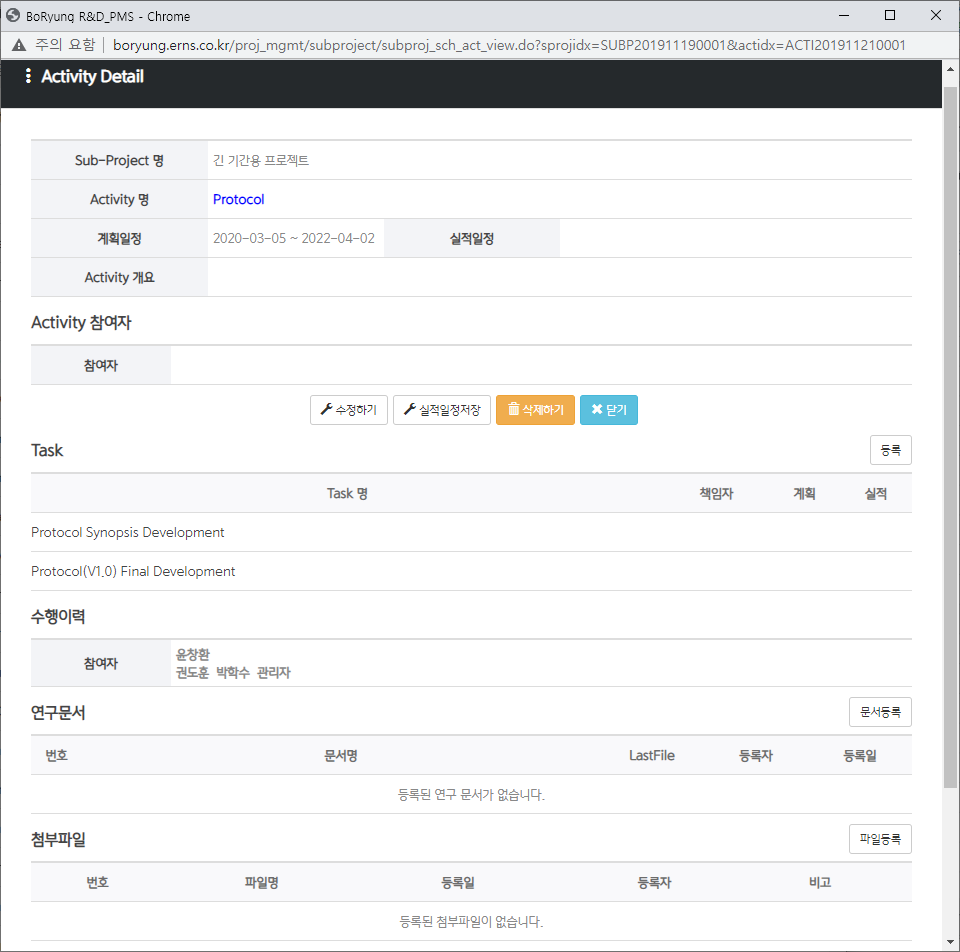 BoRyung R&D_PMS - Chrome
주의 요함 | boryung.erns.co.kr/proj_mgmt/subproject/subproj_sch_act_view.do?sprojidx=SUBP201911190001&actidx=ACTI201911210001
Activity Detail
Sub-Project 명 긴 기간용 프로젝트
Activity 명 Protocol
계획일정 2020-03-05 ~ 2022-04-02 실적일정
Activity 개요
Activity 참여자
참여자
수정하기 실적일정저장 삭제하기 닫기
Task 등록
Task 명 책임자 계획 실적
Protocol Synopsis Development
Protocol(V1.0) Final Development
수행이력
참여자
윤창환
권도훈 박학수 관리자
연구문서 문서등록
번호 문서명 LastFile 등록자 등록일
등록된 연구 문서가 없습니다.
첨부파일 파일등록
번호 파일명 등록일 등록자 비고
등록된 첨부파일이 없습니다.